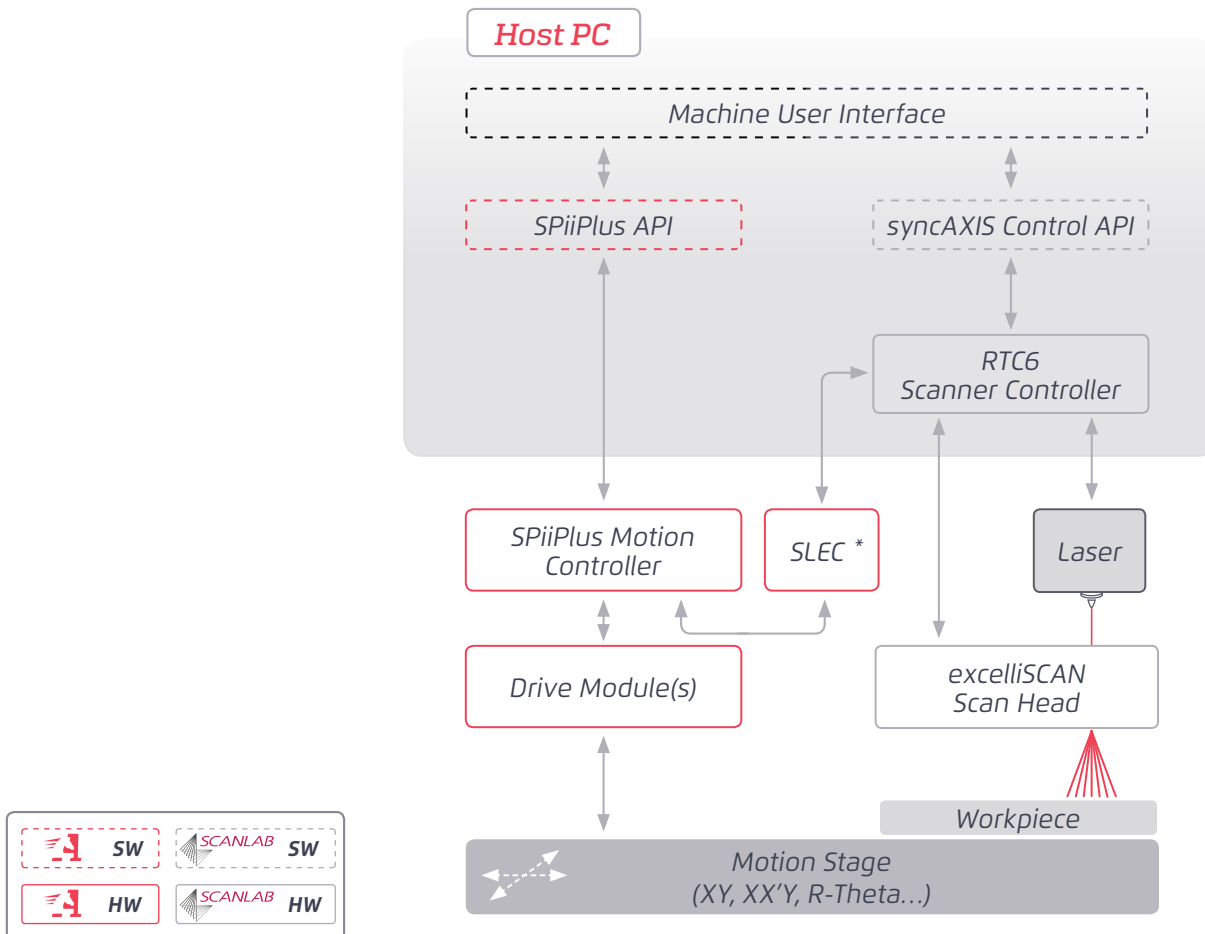 Host PC
Machine User Interface
SPiiPlus API
syncAXIS Control API
RTC6
Scanner Controller
SPiiPlus Motion
Controller
SLEC *
Laser
Drive Module(s)
excelliSCAN
Scan Head
Workpiece
Motion Stage
(XY, XX'Y, R-Theta...)
SW
SCANLAB SW
HW
SCANLAB HW